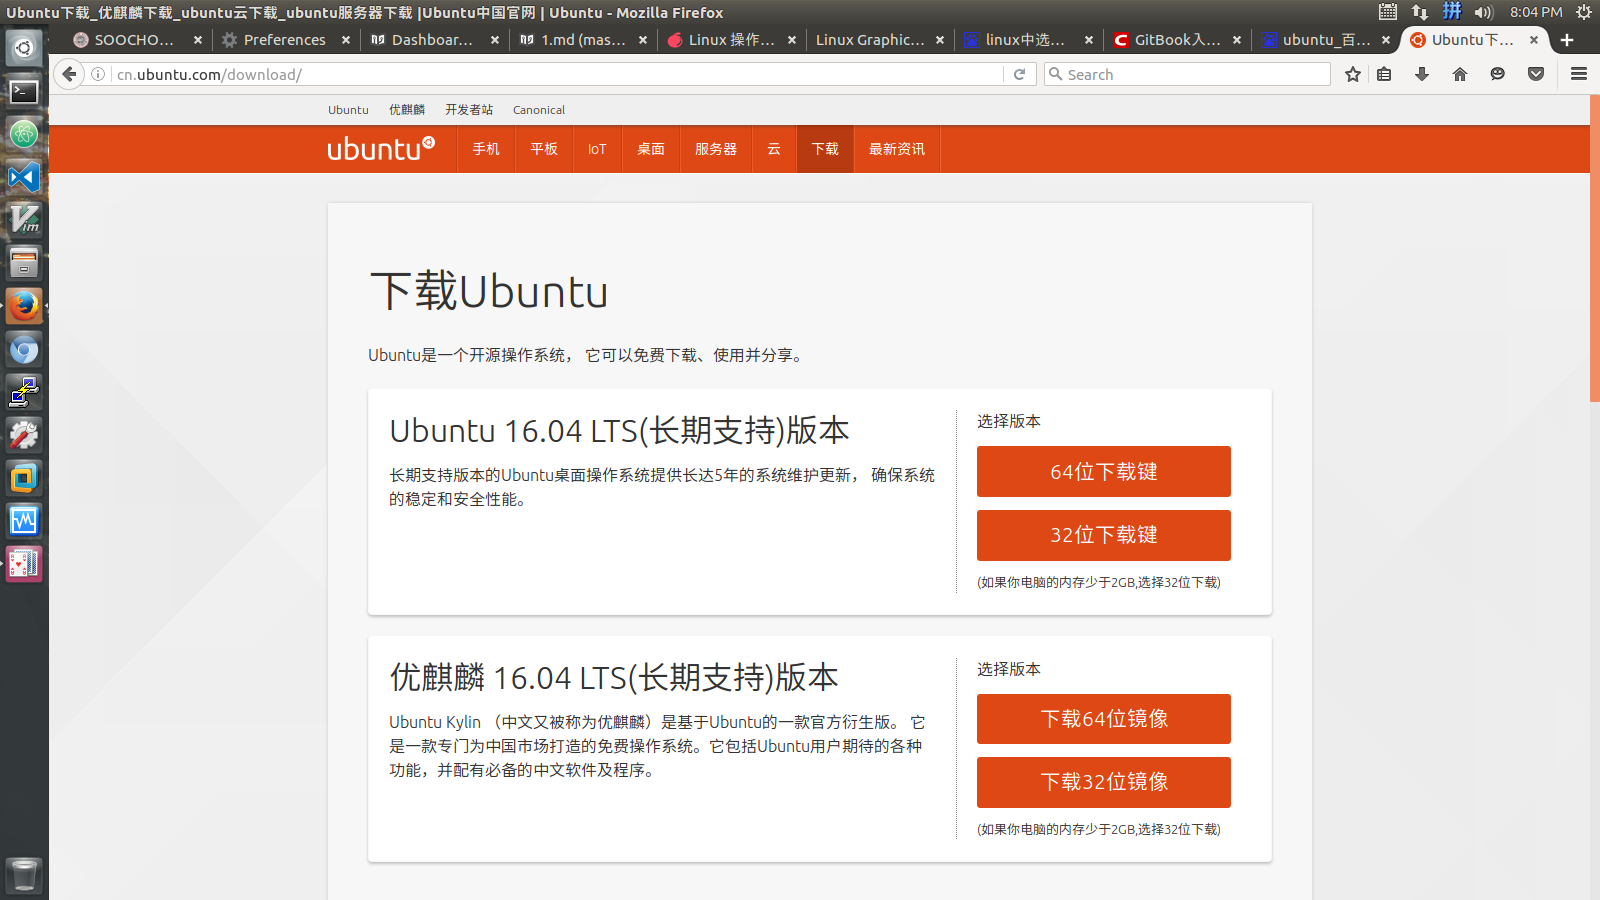 Ubuntu下载_优麒麟下载_ubuntu云下载_ubuntu服务器下载 |Ubuntu中国官网 | Ubuntu - Mozilla Firefox
8:04 PM
SOOCHO...
Preferences
Dashboar...
1.md (mas...
Linux 操作...
Linux Graphic...
linux中选...
GitBook入...
ubuntu_百...
Ubuntu下...
cn.ubuntu.com/download/
Search
Ubuntu
优麒麟
开发者站
Canonical
ubuntu
手机
平板
IoT
桌面
服务器
云
下载
最新资讯
下载Ubuntu
Ubuntu是一个开源操作系统， 它可以免费下载、使用并分享。
Ubuntu 16.04 LTS(长期支持)版本
长期支持版本的Ubuntu桌面操作系统提供长达5年的系统维护更新， 确保系统
的稳定和安全性能。
选择版本
64位下载键
32位下载键
(如果你电脑的内存少于2GB,选择32位下载)
优麒麟 16.04 LTS(长期支持)版本
Ubuntu Kylin （中文又被称为优麒麟）是基于Ubuntu的一款官方衍生版。 它
是一款专门为中国市场打造的免费操作系统。它包括Ubuntu用户期待的各种
功能，并配有必备的中文软件及程序。
选择版本
下载64位镜像
下载32位镜像
(如果你电脑的内存少于2GB,选择32位下载)
拼
Vim